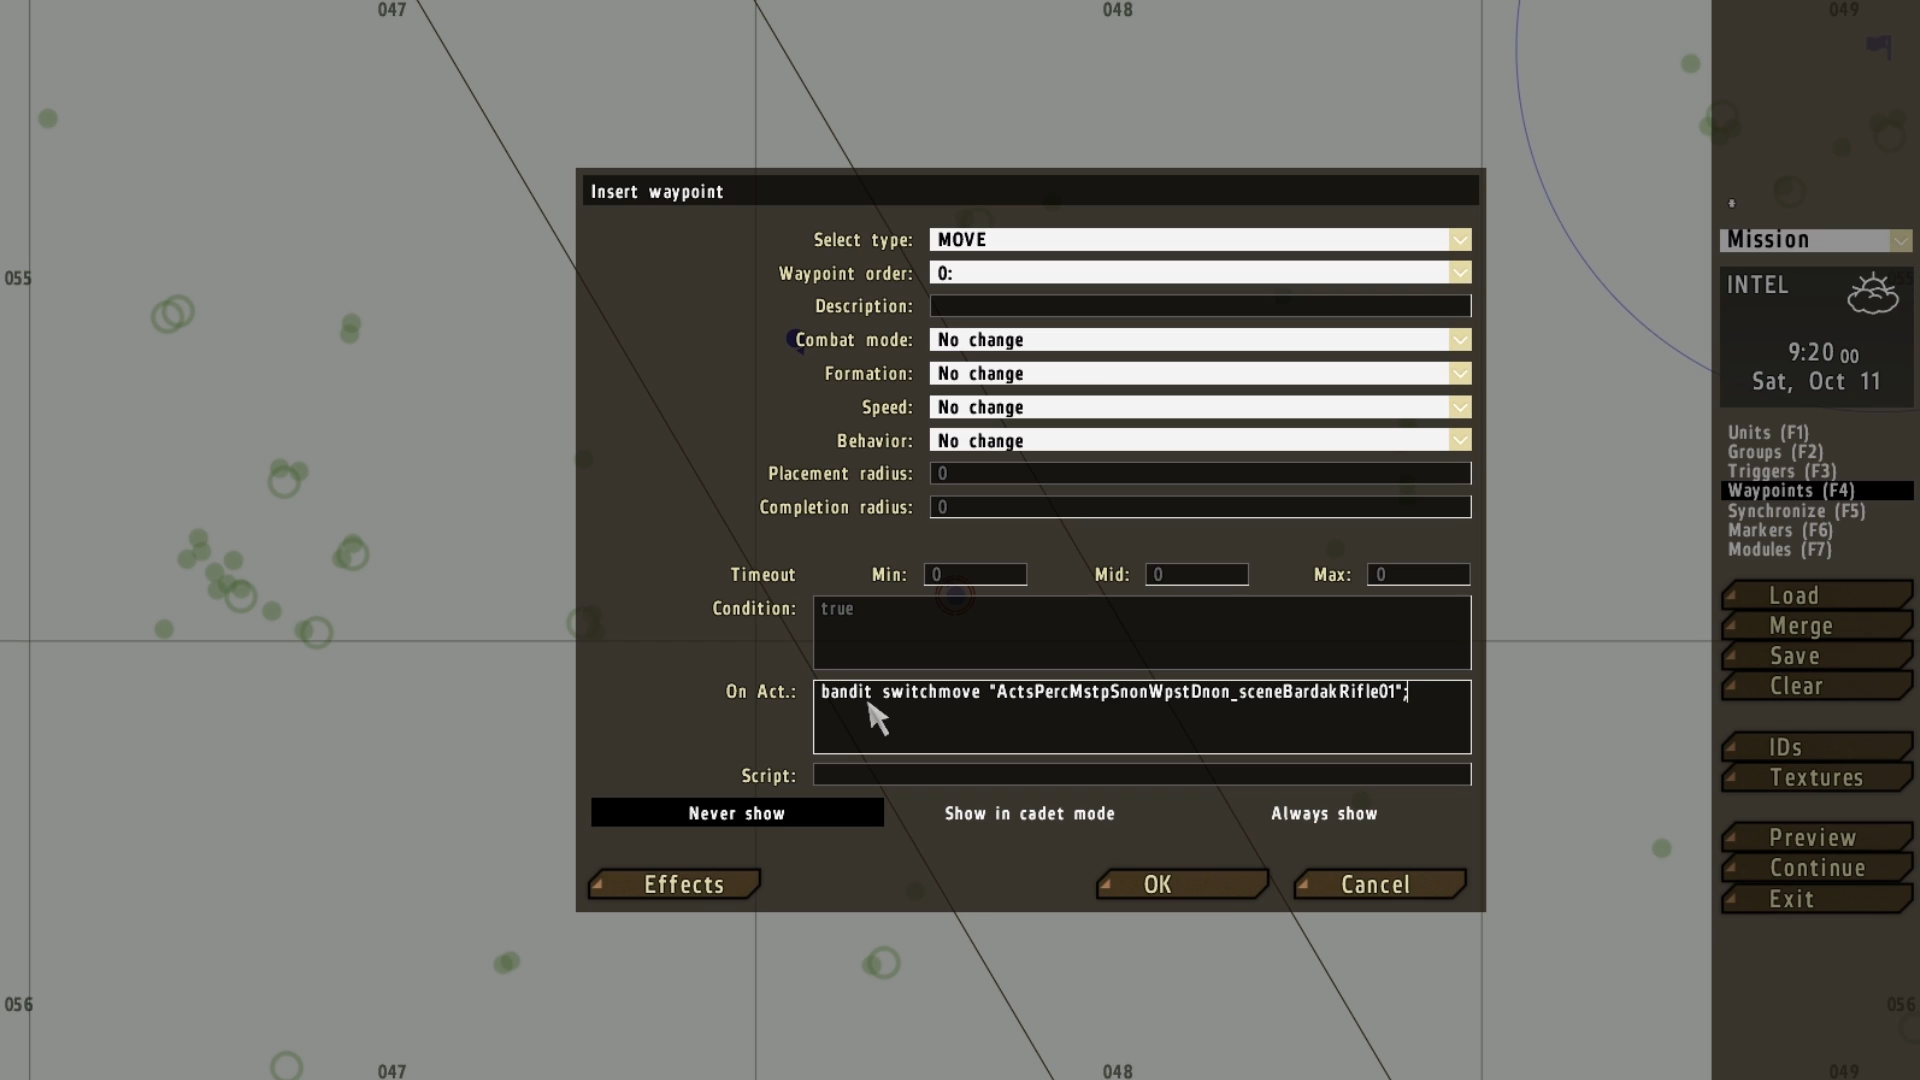 047
048
049
Insert waypoint
Select type: MOVE
Waypoint order: 0:
Description:
Combat mode: No change
Formation: No change
Speed: No change
Behavior: No change
Placement radius: 0
Completion radius: 0
Timeout Min: 0 Mid: 0 Max: 0
Condition: true
On Act.: bandit switchmove "ActsPercMstpSnonWpstDnon_sceneBardakRifle01";
Script:
Never show Show in cadet mode Always show
Effects OK Cancel
055
056
047
048
Mission
INTEL
055
9:20 00
Sat, Oct 11
Units (F1)
Groups (F2)
Triggers (F3)
Waypoints (F4)
Synchronize (F5)
Markers (F6)
Modules (F7)
Load
Merge
Save
Clear
IDs
Textures
Preview
Continue
Exit
056
049